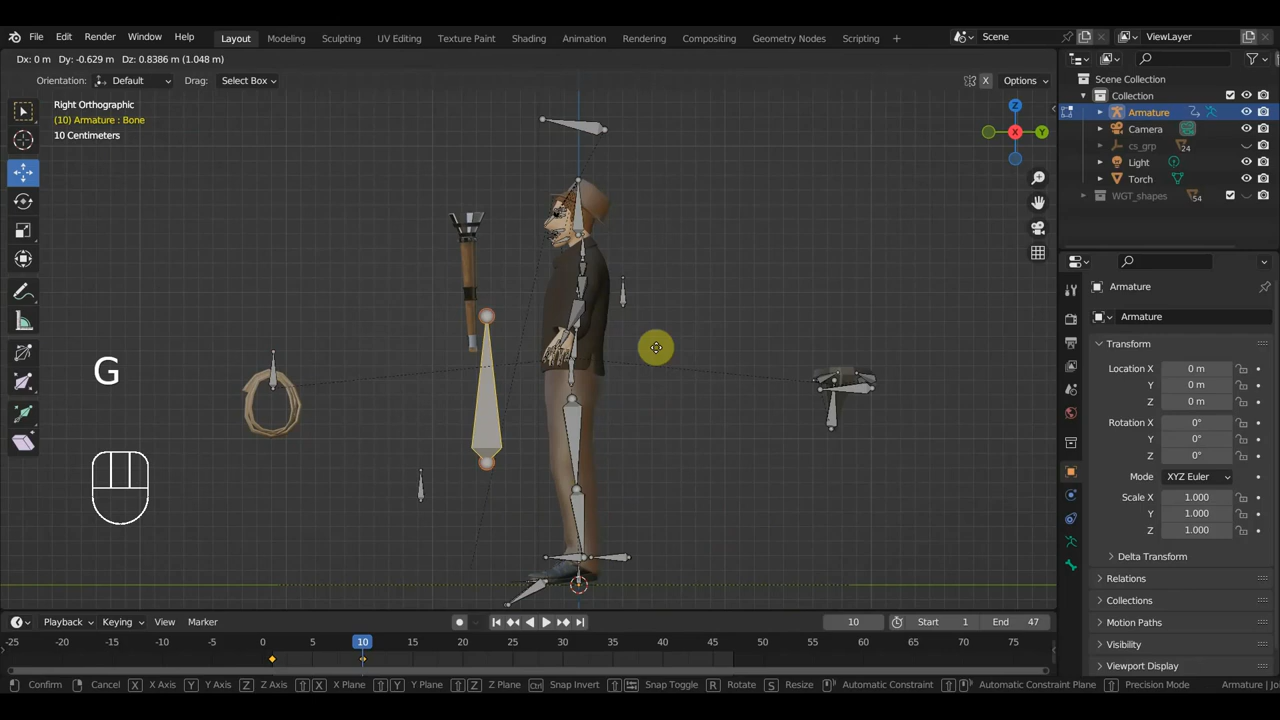 File Edit Render Window Help Layout Modeling Sculpting UV Editing Texture Paint Shading Animation Rendering Compositing Geometry Nodes Scripting + Scene ViewLayer
Dx: 0 m Dy: -0.629 m Dz: 0.8386 m (1.048 m)
Orientation: Default Drag: Select Box X Options
Right Orthographic
(10) Armature : Bone
10 Centimeters
Z
X
Y
G
Scene Collection
Collection
Armature
Camera
cs_grp 24
Light
Torch
WGT_shapes 54
Armature
Armature
Transform
Location X 0 m
Y 0 m
Z 0 m
Rotation X 0°
Y 0°
Z 0°
Mode XYZ Euler
Scale X 1.000
Y 1.000
Z 1.000
Delta Transform
Relations
Collections
Motion Paths
Visibility
Viewport Display
Playback Keying View Marker 10 Start 1 End 47
-25 -20 -15 -10 -5 0 5 10 15 20 25 30 35 40 45 50 55 60 65 70 75
Confirm Cancel X X Axis Y Y Axis Z Z Axis X X Plane Y Y Plane Z Z Plane Ctrl Snap Invert Snap Toggle R Rotate S Resize Automatic Constraint Automatic Constraint Plane Precision Mode Armature | Jo